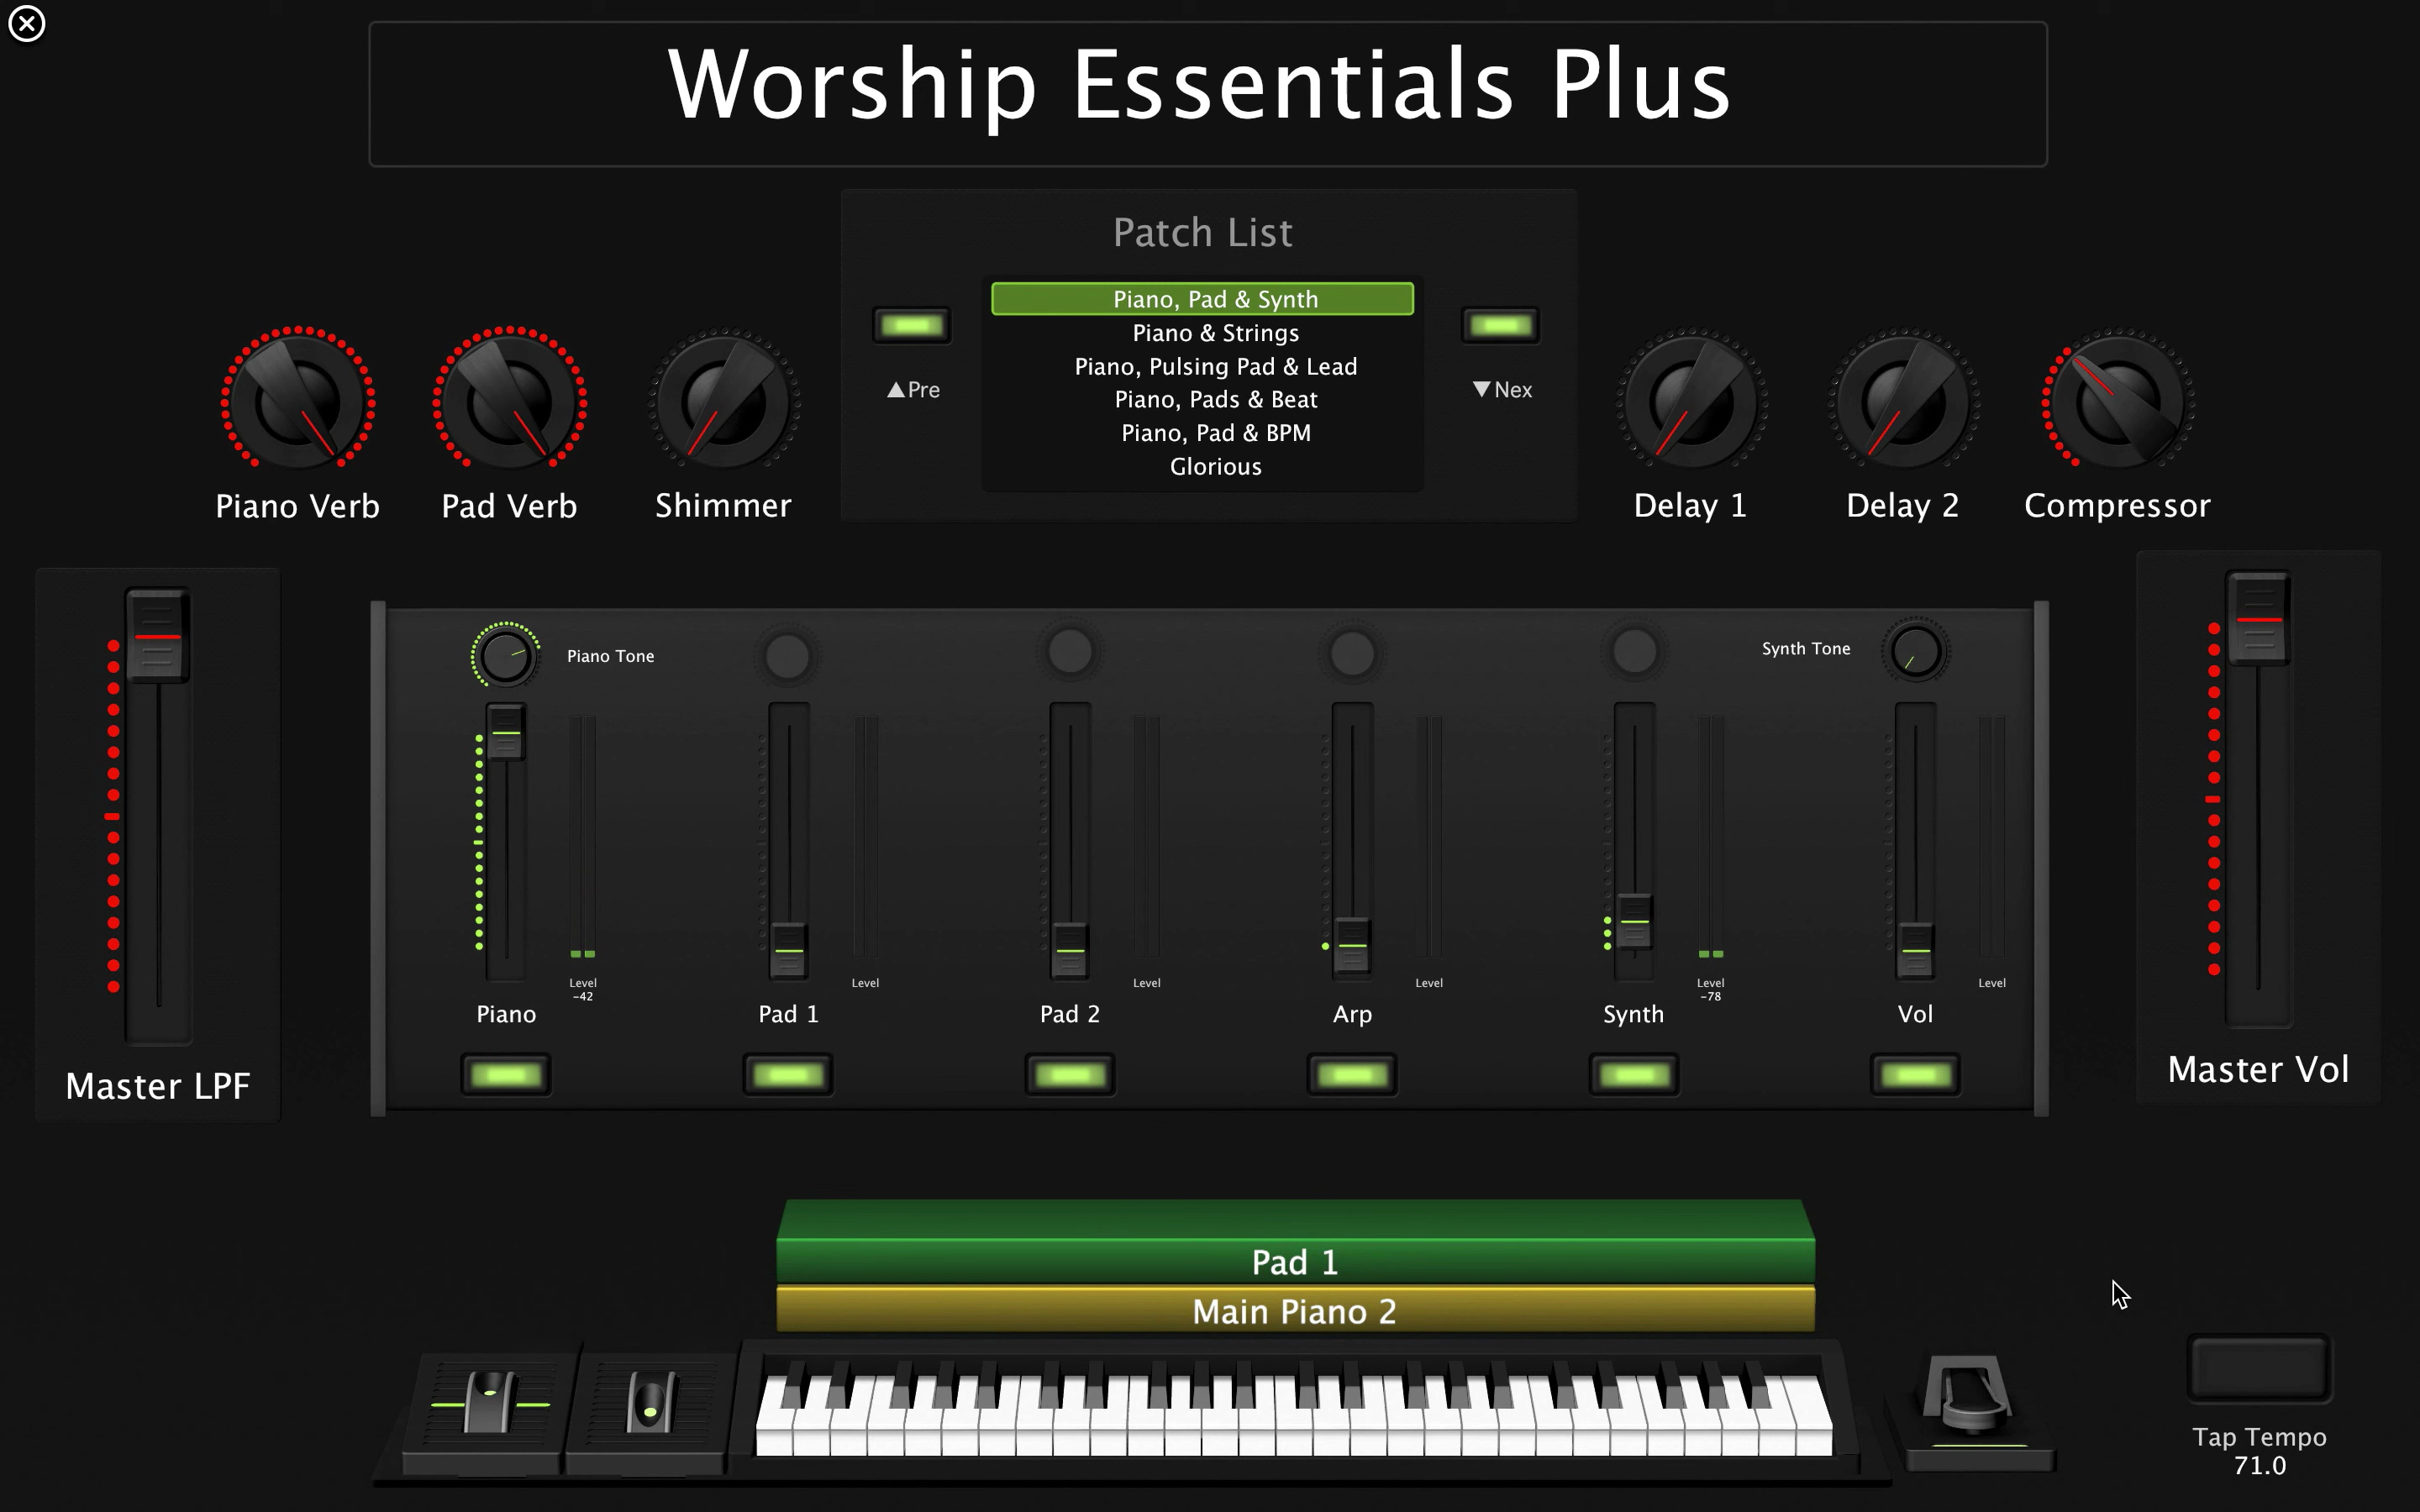 Worship Essentials Plus
Patch List
Piano, Pad & Synth
Piano & Strings
Piano, Pulsing Pad & Lead
Piano, Pads & Beat
Piano, Pad & BPM
Glorious
▲Pre
▼Nex
Piano Verb
Pad Verb
Shimmer
Delay 1
Delay 2
Compressor
Piano Tone
Synth Tone
Level
-42
Level
Level
Level
Level
-78
Level
Piano
Pad 1
Pad 2
Arp
Synth
Vol
Master LPF
Master Vol
Pad 1
Main Piano 2
Tap Tempo
71.0